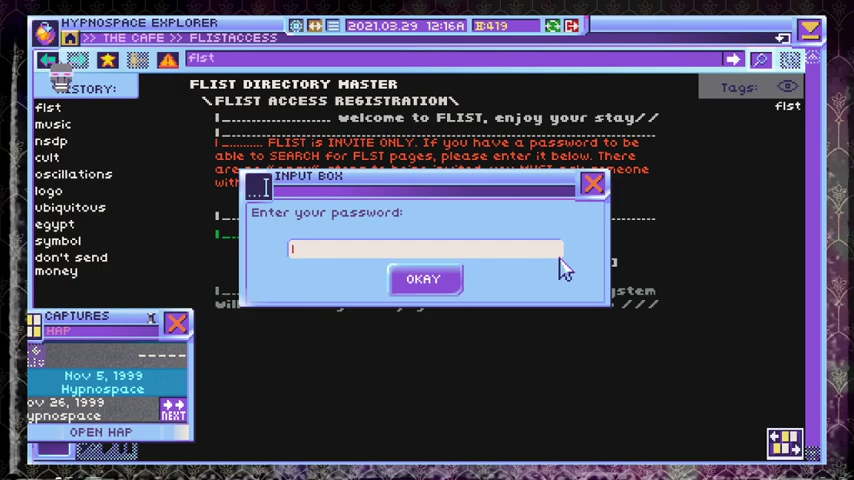 HYPNOSPACE EXPLORER
2021.03.29 12:16A
419
>> THE CAFE >> FLISTACCESS
flst
HISTORY:
Tags:
flst
flst
music
nsdp
cult
oscillations
logo
ubiquitous
egypt
symbol
don't send
money
FLIST DIRECTORY MASTER
\FLIST ACCESS REGISTRATION\
welcome to FLIST, enjoy your stay//
FLIST is INVITE ONLY. If you have a password to be
able to SEARCH for FLST pages, please enter it below. There
INPUT BOX
...I
Enter your password:
OKAY
CAPTURES
HAP
-----
Nov 5, 1999
Hypnospace
ov 26, 1999
ypnospace
NEXT
OPEN HAP